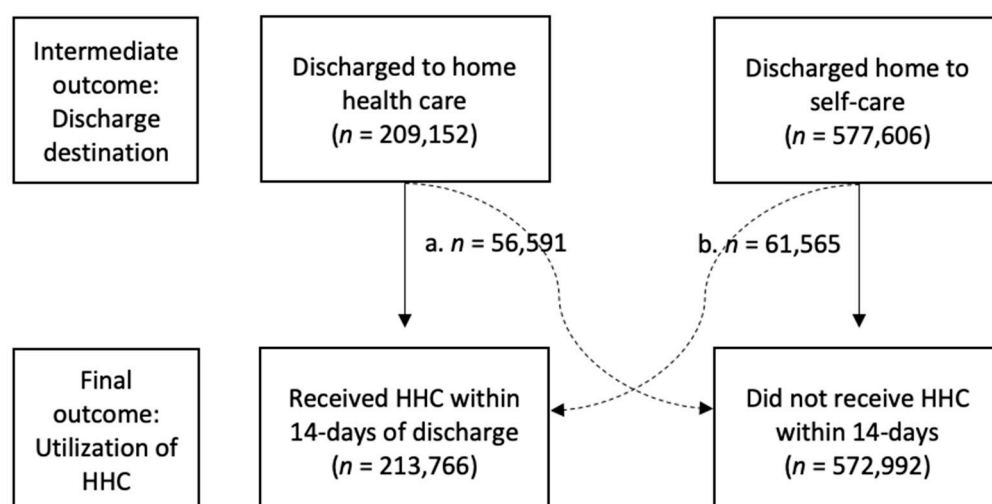 Intermediate
outcome:
Discharge
destination
Discharged to home
health care
(n = 209,152)
Discharged home to
self-care
(n = 577,606)
a. n = 56,591
b. n = 61,565
Final
outcome:
Utilization of
HHC
Received HHC within
14-days of discharge
(n = 213,766)
Did not receive HHC
within 14-days
(n = 572,992)